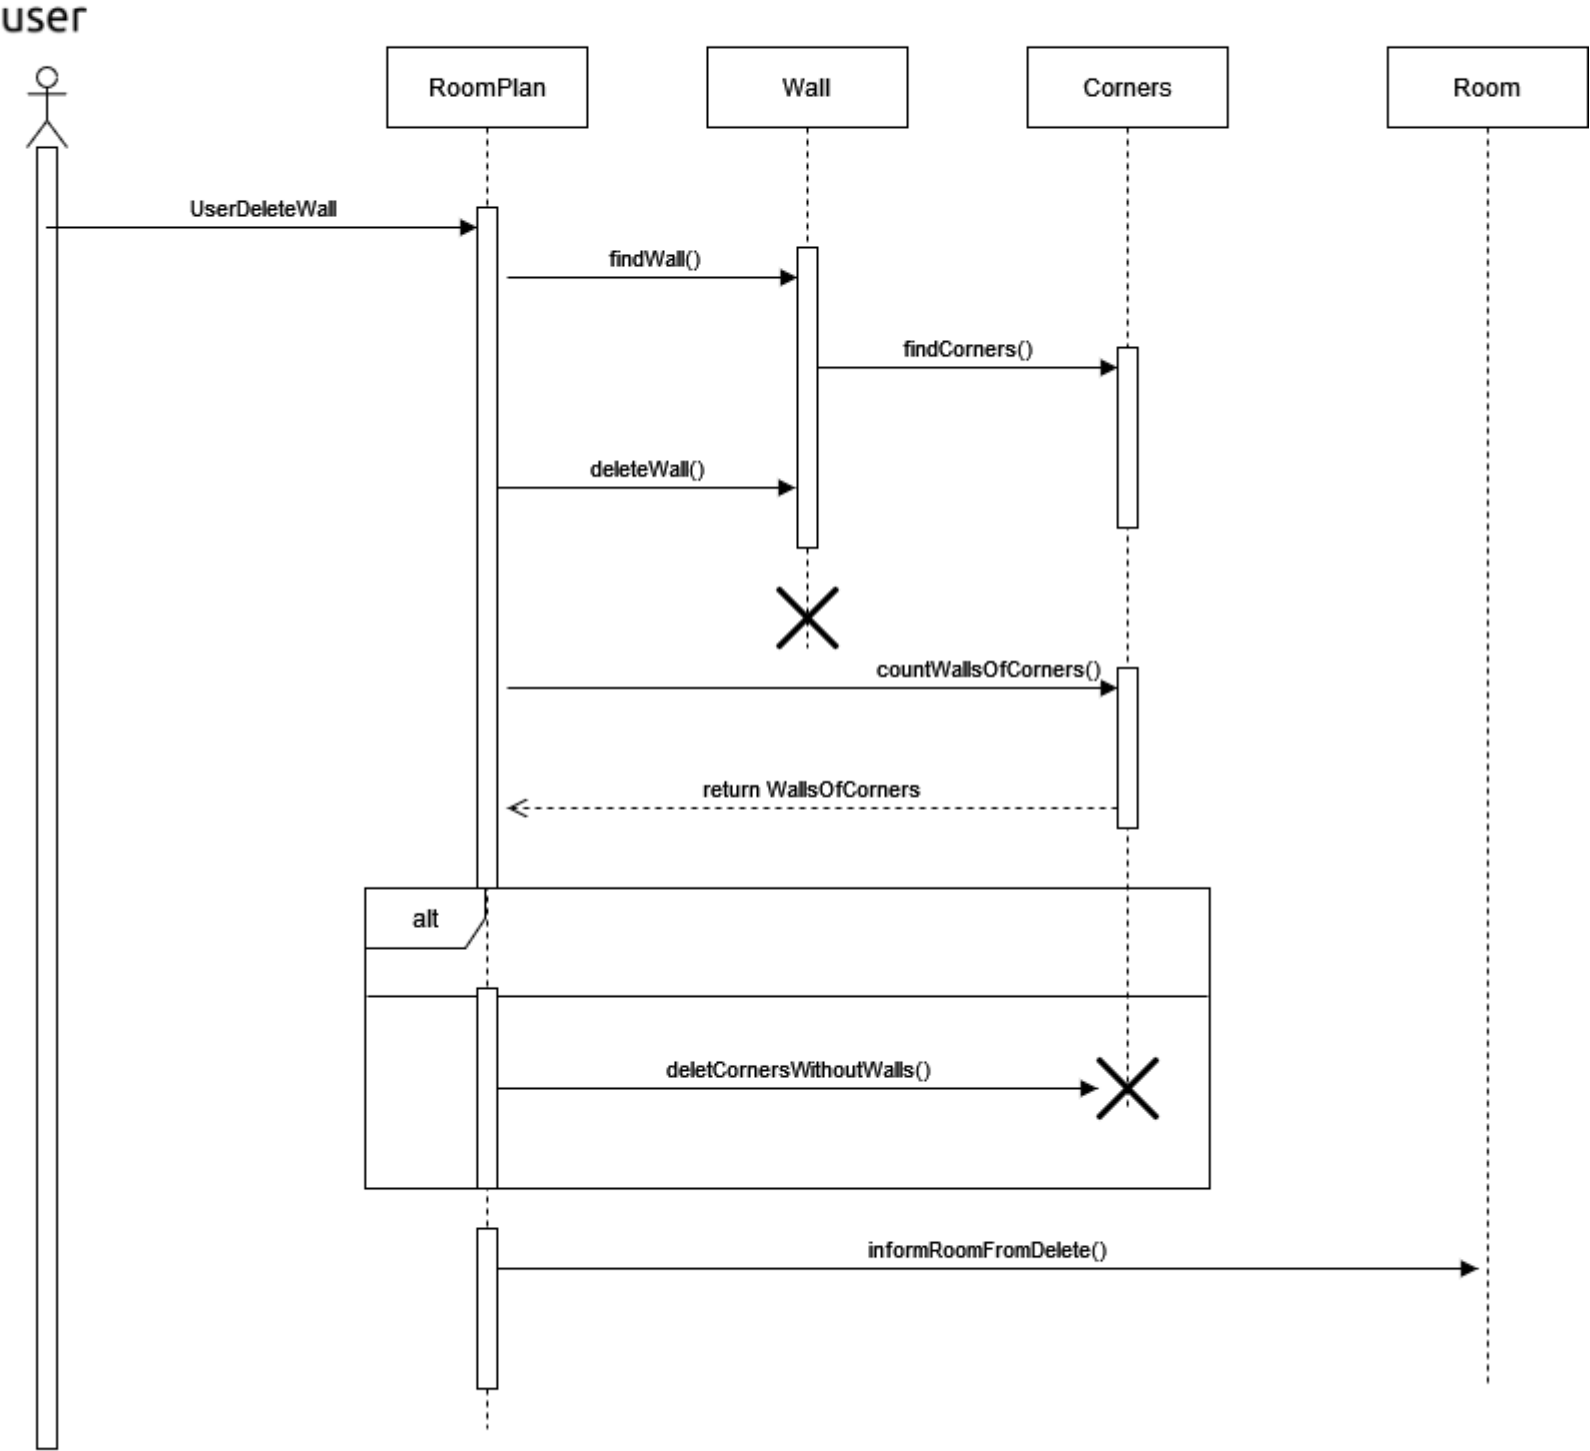 user
RoomPlan
Wall
Corners
Room
UserDeleteWall
findWall()
findCorners()
deleteWall()
countWallsOfCorners()
return WallsOfCorners
alt
deletCornersWithoutWalls()
informRoomFromDelete()